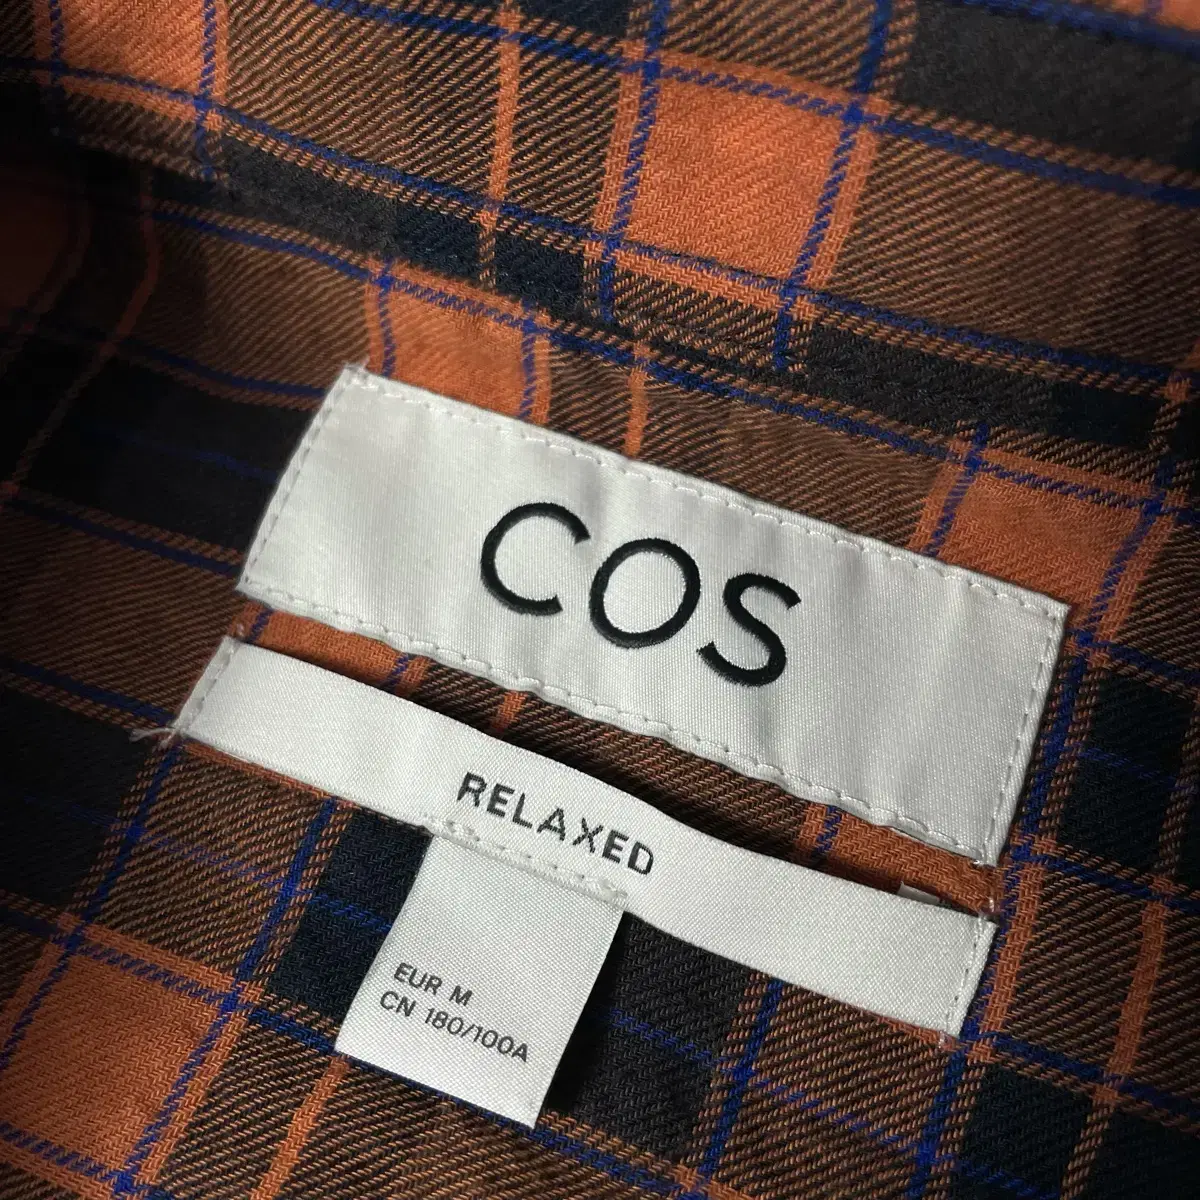 COS
RELAXED
EUR M
CN 180/100A